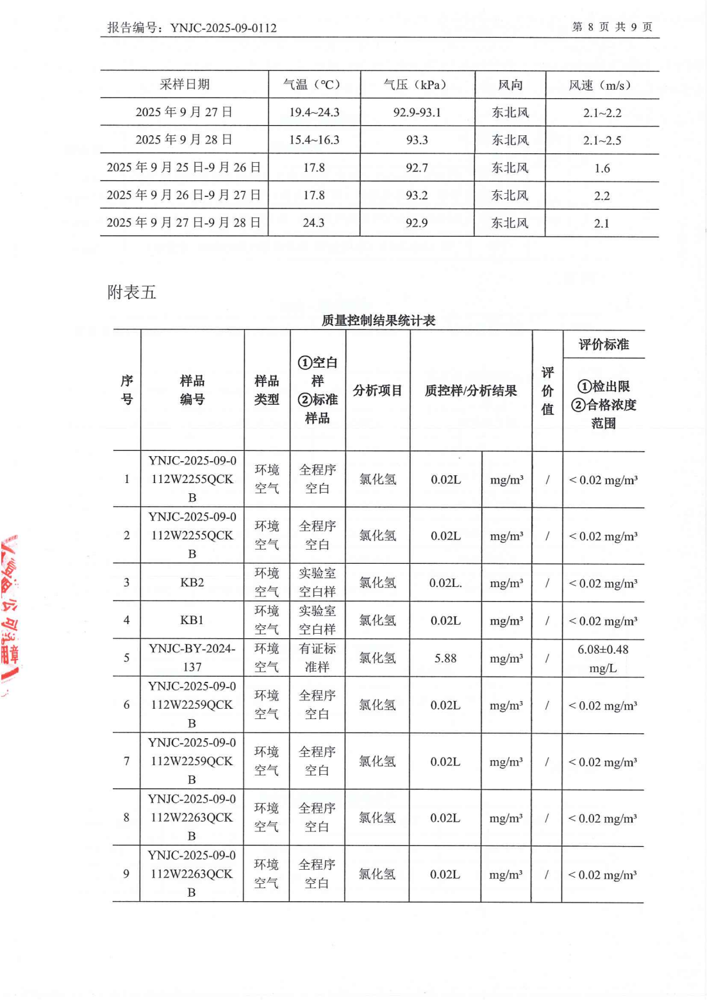 报告编号：YNJC-2025-09-0112 第 8 页 共 9 页
采样日期 气温（℃） 气压（kPa） 风向 风速（m/s）
2025 年 9 月 27 日 19.4~24.3 92.9-93.1 东北风 2.1~2.2
2025 年 9 月 28 日 15.4~16.3 93.3 东北风 2.1~2.5
2025 年 9 月 25 日-9 月 26 日 17.8 92.7 东北风 1.6
2025 年 9 月 26 日-9 月 27 日 17.8 93.2 东北风 2.2
2025 年 9 月 27 日-9 月 28 日 24.3 92.9 东北风 2.1
附表五
质量控制结果统计表
序
号
样品
编号
样品
类型
①空白
样
②标准
样品
分析项目
质控样/分析结果
评
价
值
评价标准
①检出限
②合格浓度
范围
1
YNJC-2025-09-0
112W2255QCK
B
环境
空气
全程序
空白
氯化氢 0.02L mg/m³ / < 0.02 mg/m³
2
YNJC-2025-09-0
112W2255QCK
B
环境
空气
全程序
空白
氯化氢 0.02L mg/m³ / < 0.02 mg/m³
3
KB2
环境
空气
实验室
空白样
氯化氢 0.02L. mg/m³ / < 0.02 mg/m³
4
KB1
环境
空气
实验室
空白样
氯化氢 0.02L mg/m³ / < 0.02 mg/m³
5
YNJC-BY-2024-
137
环境
空气
有证标
准样
氯化氢 5.88 mg/m³ /
6.08±0.48
mg/L
6
YNJC-2025-09-0
112W2259QCK
B
环境
空气
全程序
空白
氯化氢 0.02L mg/m³ / < 0.02 mg/m³
7
YNJC-2025-09-0
112W2259QCK
B
环境
空气
全程序
空白
氯化氢 0.02L mg/m³ / < 0.02 mg/m³
8
YNJC-2025-09-0
112W2263QCK
B
环境
空气
全程序
空白
氯化氢 0.02L mg/m³ / < 0.02 mg/m³
9
YNJC-2025-09-0
112W2263QCK
B
环境
空气
全程序
空白
氯化氢 0.02L mg/m³ / < 0.02 mg/m³
公
司
用章